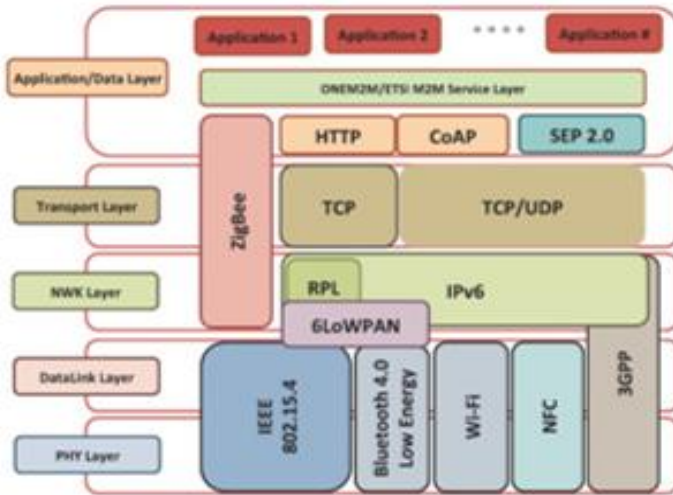 Application 1
Application 2
Application #
Application/Data Layer
ONEM2M/ETSI M2M Service Layer
HTTP
CoAP
SEP 2.0
ZigBee
Transport Layer
TCP
TCP/UDP
NWK Layer
RPL
IPv6
6LoWPAN
DataLink Layer
IEEE
802.15.4
Bluetooth 4.0
Low Energy
Wi-Fi
NFC
3GPP
PHY Layer